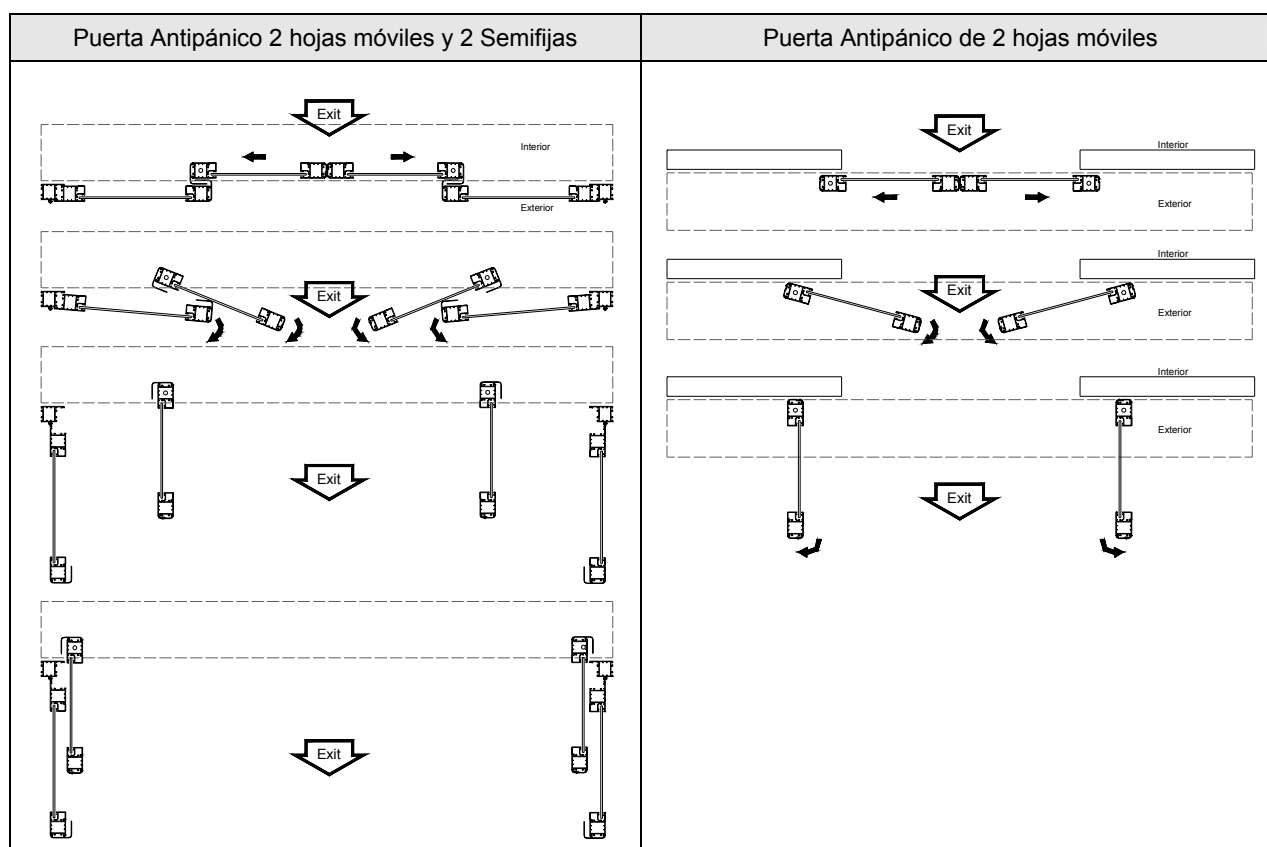 Puerta Antipánico 2 hojas móviles y 2 Semifijas
Exit
Interior
Exterior
Exit
Exit
Exit
Puerta Antipánico de 2 hojas móviles
Exit
Interior
Exterior
Interior
Exit
Exterior
Interior
Exterior
Exit